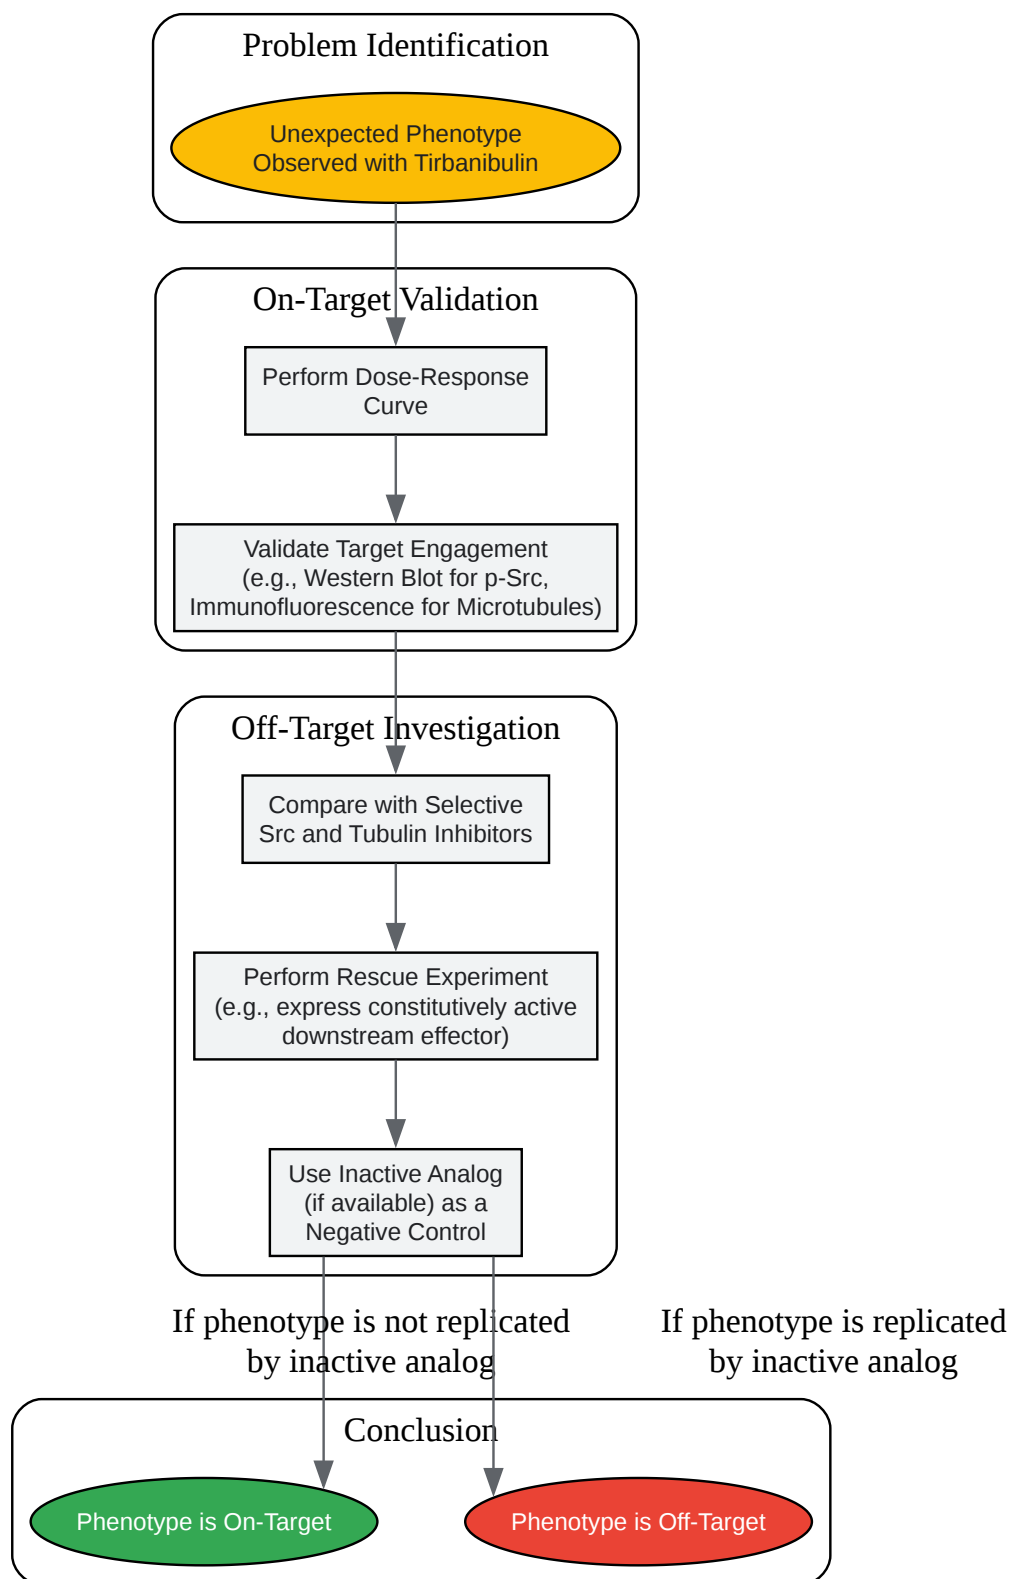 Problem Identification
Unexpected Phenotype
Observed with Tirbanibulin
On-Target Validation
Perform Dose-Response
Curve
Validate Target Engagement
(e.g., Western Blot for p-Src,
Immunofluorescence for Microtubules)
Off-Target Investigation
Compare with Selective
Src and Tubulin Inhibitors
Perform Rescue Experiment
(e.g., express constitutively active
downstream effector)
Use Inactive Analog
(if available) as a
Negative Control
If phenotype is not replicated
by inactive analog
If phenotype is replicated
by inactive analog
Conclusion
Phenotype is On-Target
Phenotype is Off-Target